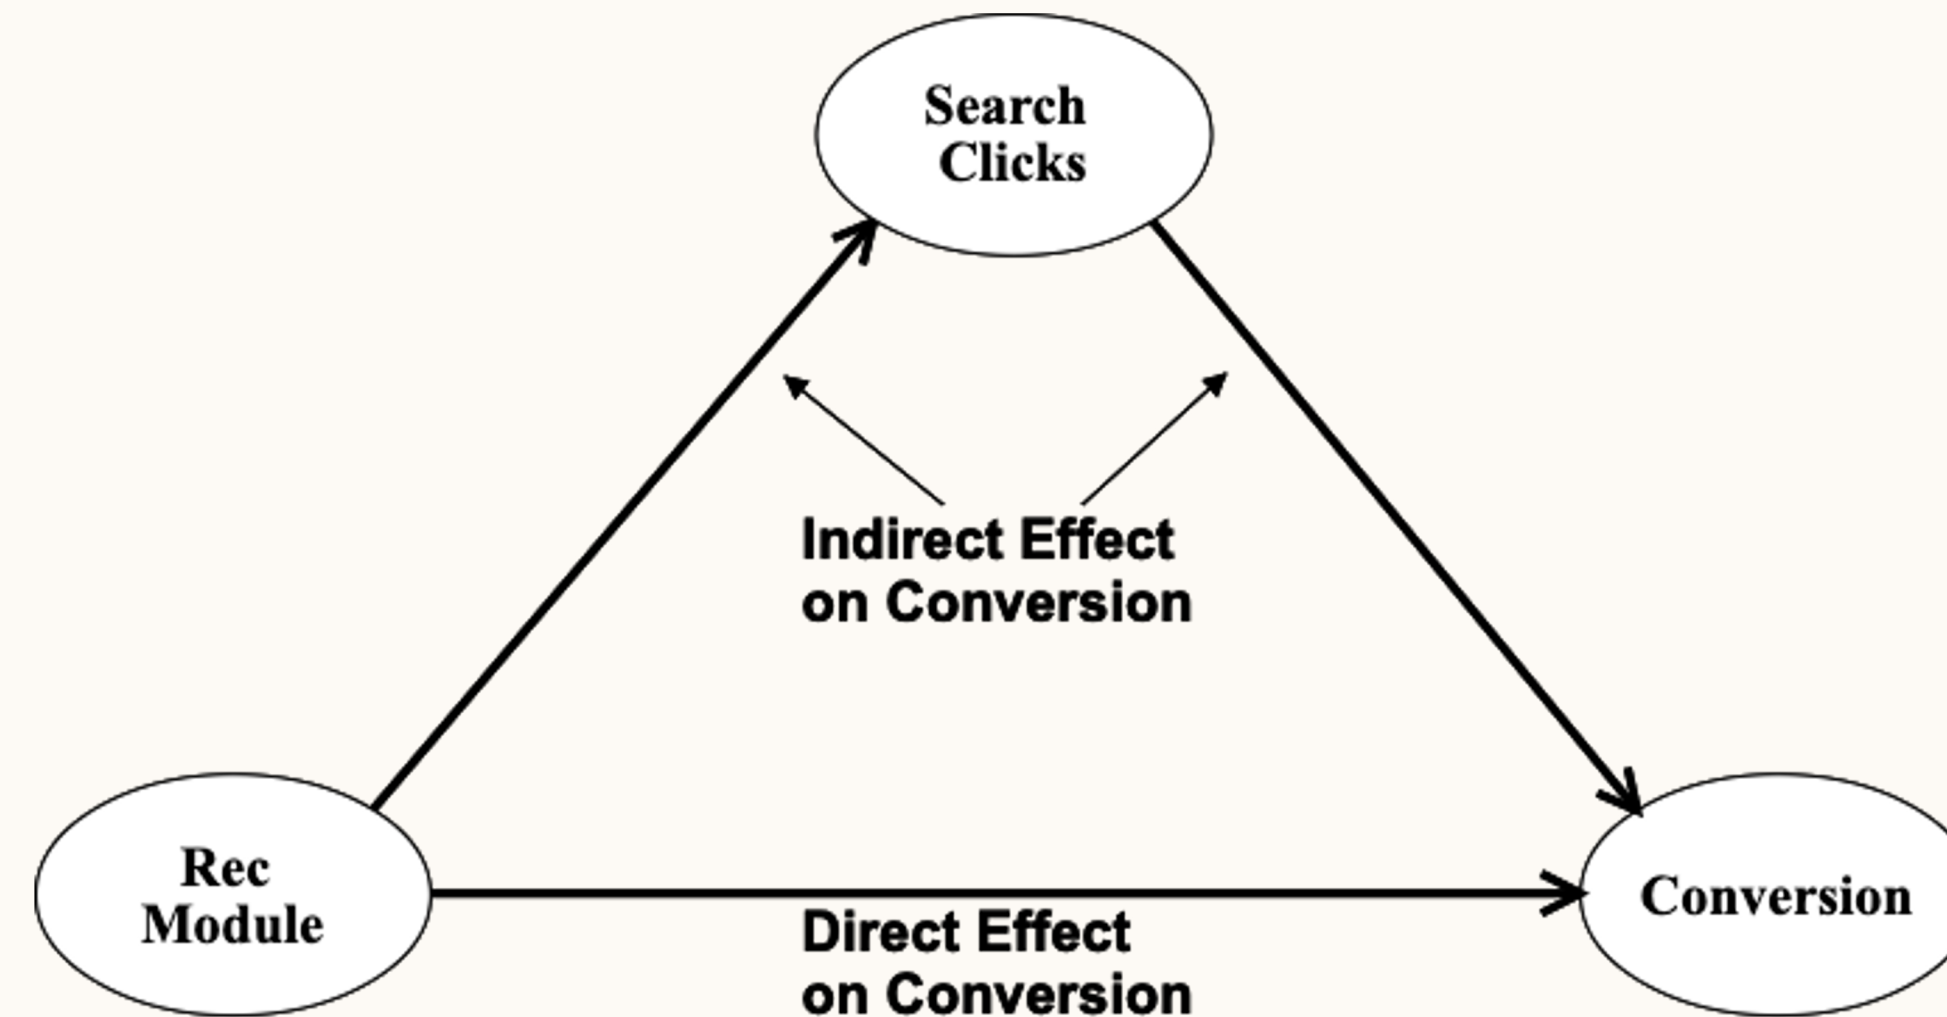 Search
Clicks
Indirect Effect
on Conversion
Rec
Module
Conversion
Direct Effect
on Conversion